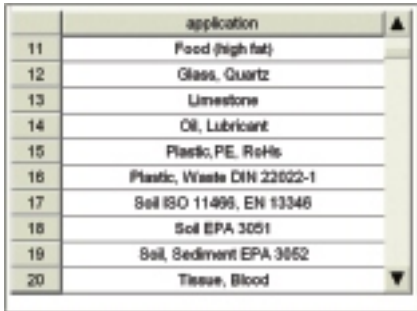 application
11 Food (high fat)
12 Glass, Quartz
13 Limestone
14 Oil, Lubricant
15 Plastic,PE, RoHs
16 Plastic, Waste DIN 22022-1
17 Soil ISO 11466, EN 13346
18 Soil EPA 3051
19 Soil, Sediment EPA 3052
20 Tissue, Blood